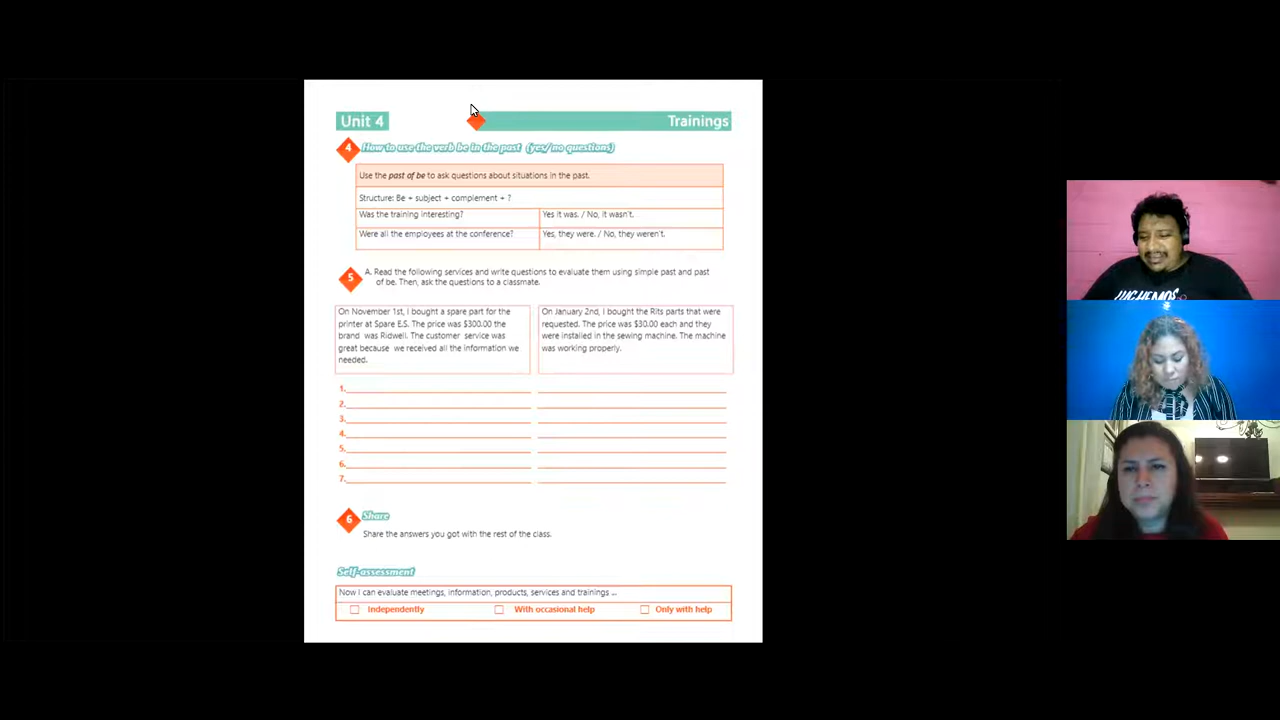 Unit 4
Trainings
4 How to use the verb be in the past (yes/no questions)
Use the past of be to ask questions about situations in the past.
Structure: Be + subject + complement + ?
Was the training interesting? Yes it was. / No, it wasn't.
Were all the employees at the conference? Yes, they were. / No, they weren't.
5 A. Read the following services and write questions to evaluate them using simple past and past
of be. Then, ask the questions to a classmate.
On November 1st, I bought a spare part for the
printer at Spare E.S. The price was $300.00 the
brand was Ridwell. The customer service was
great because we received all the information we
needed.
On January 2nd, I bought the Rits parts that were
requested. The price was $30.00 each and they
were installed in the sewing machine. The machine
was working properly.
1.
2.
3.
4.
5.
6.
7.
6 Share
Share the answers you got with the rest of the class.
Self-assessment
Now I can evaluate meetings, information, products, services and trainings ...
Independently With occasional help Only with help
LUCHEMOS